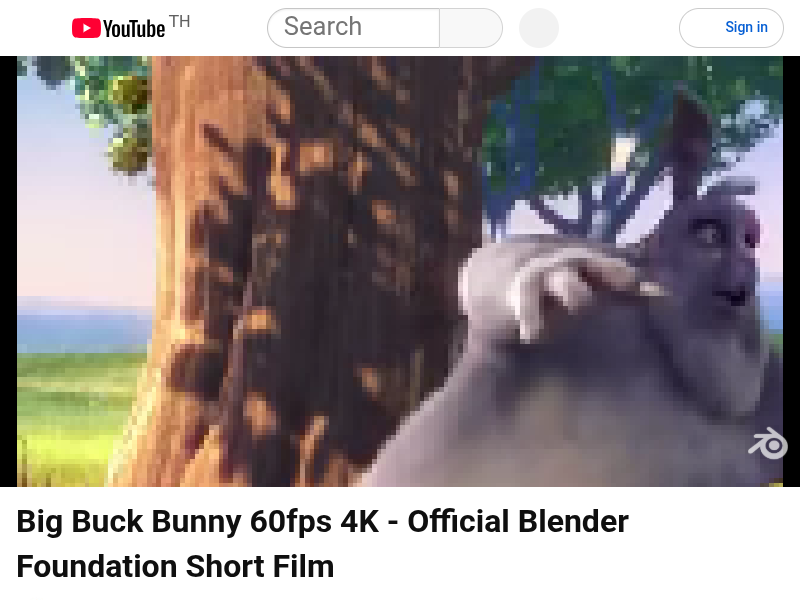 YouTube TH
Search
Sign in
Big Buck Bunny 60fps 4K - Official Blender
Foundation Short Film